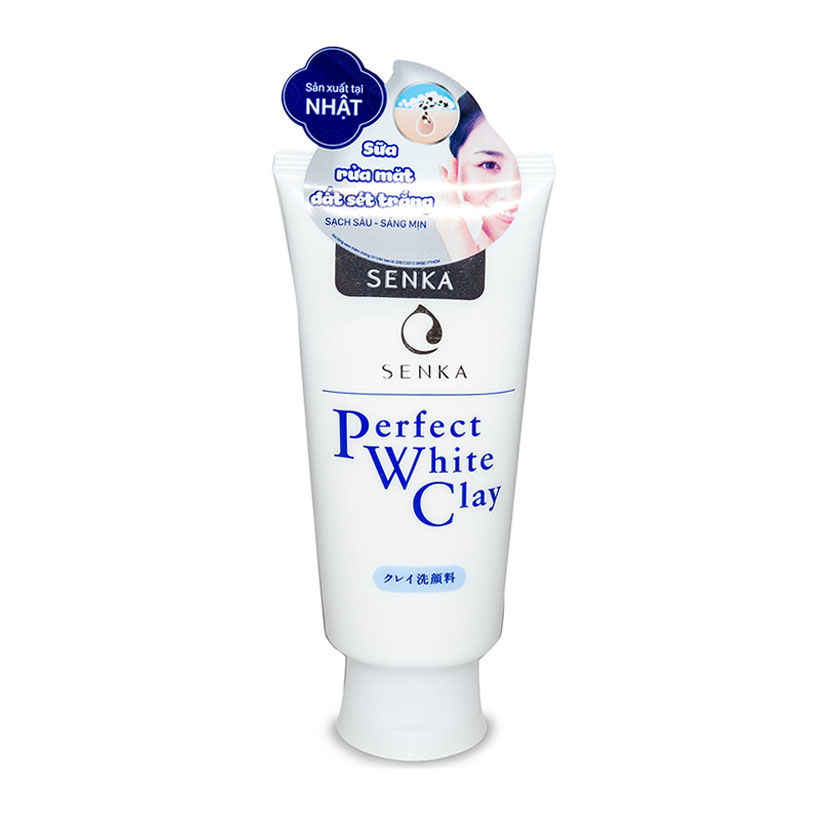 Sản xuất tại
NHẬT
Sữa
rửa mặt
đất sét trắng
SẠCH SÂU - SÁNG MỊN
SENKA
SENKA
Perfect
White
Clay
クレイ洗顔料